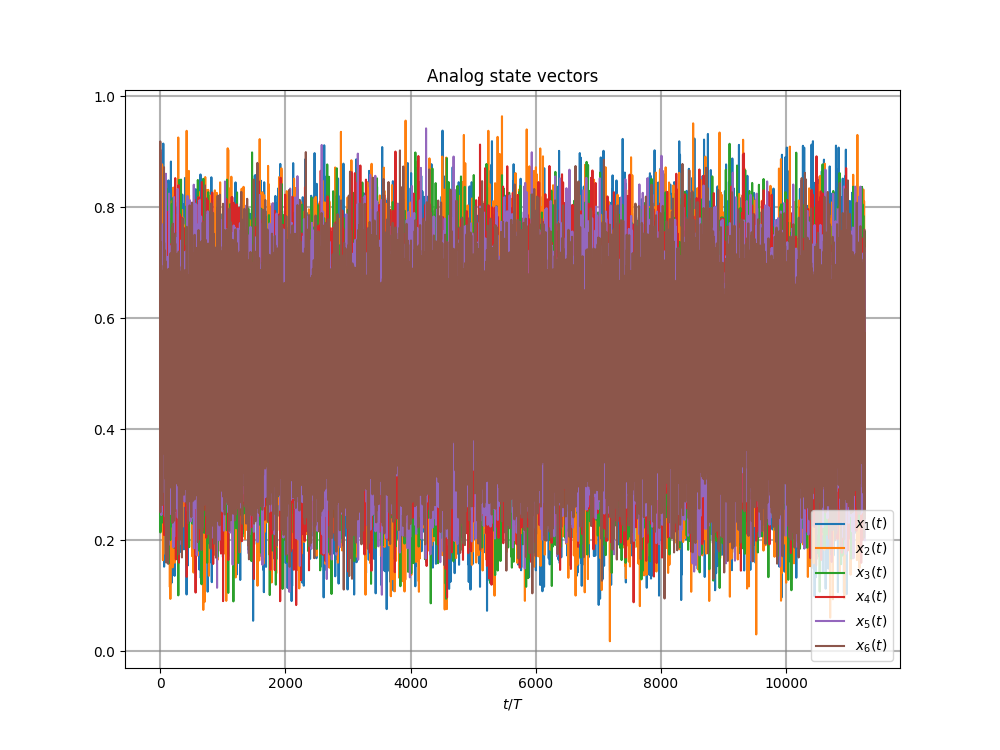 Analog state vectors
1.0
0.8
0.6
0.4
0.2
0.0
x₁(t)
x₂(t)
x₃(t)
x₄(t)
x₅(t)
x₆(t)
0 2000 4000 6000 8000 10000
t/T